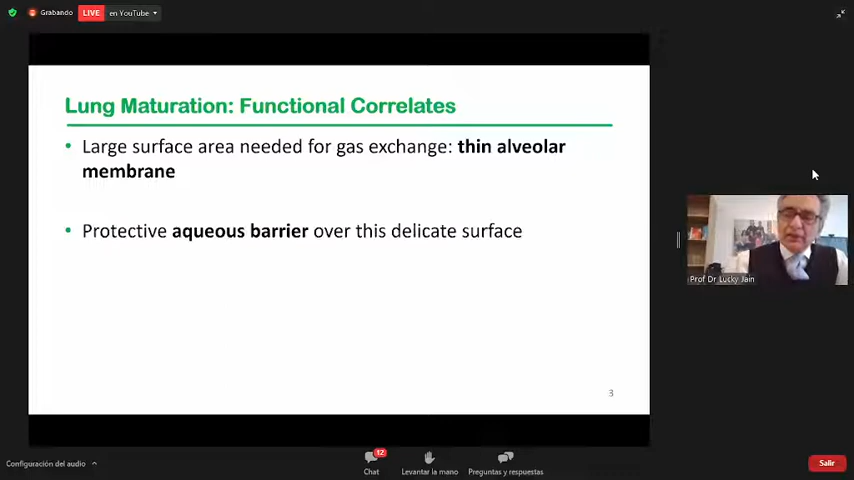 Grabando
LIVE en YouTube
Lung Maturation: Functional Correlates
• Large surface area needed for gas exchange: thin alveolar
membrane
• Protective aqueous barrier over this delicate surface
3
Prof Dr Lucky Jain
Configuración del audio
12
Chat
Levantar la mano
Preguntas y respuestas
Salir